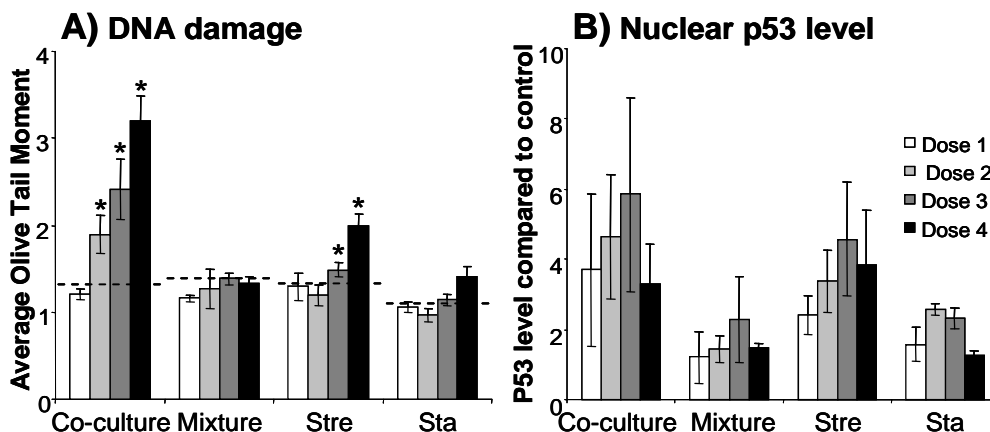 A) DNA damage
Average Olive Tail Moment
4
3
2
1
0
*
*
*
*
*
Co-culture Mixture Stre Sta
B) Nuclear p53 level
P53 level compared to control
10
8
6
4
2
0
Co-culture Mixture Stre Sta
Dose 1
Dose 2
Dose 3
Dose 4